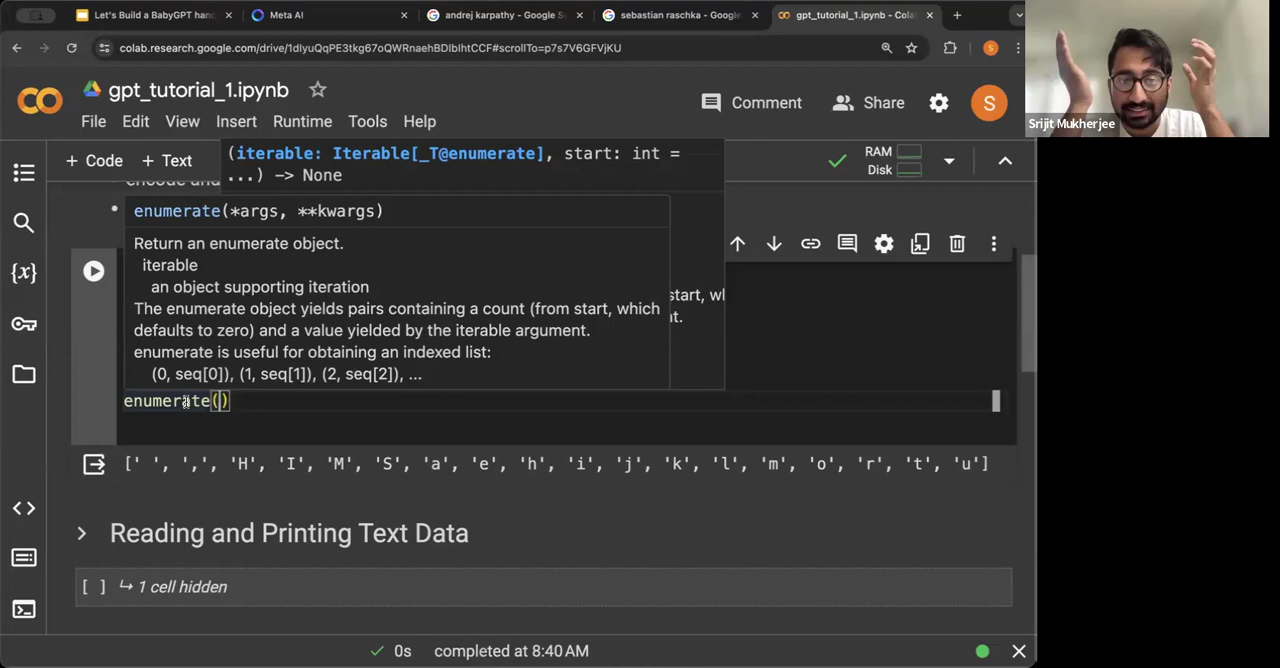 Let's Build a BabyGPT han
Meta AI
andrej karpathy - Google S
sebastian raschka - Google
gpt_tutorial_1.ipynb - Cola
colab.research.google.com/drive/1dIyuQqPE3tkg67oQWRnaehBDIbIhtCCF#scrollTo=p7s7V6GFVjKU
S
Srijit Mukherjee
CO
gpt_tutorial_1.ipynb
Comment
Share
S
File Edit View Insert Runtime Tools Help
+ Code + Text
RAM
Disk
(iterable: Iterable[_T@enumerate], start: int =
...) -> None
encode and
enumerate(*args, **kwargs)
Return an enumerate object.
iterable
an object supporting iteration
The enumerate object yields pairs containing a count (from start, which
defaults to zero) and a value yielded by the iterable argument.
enumerate is useful for obtaining an indexed list:
(0, seq[0]), (1, seq[1]), (2, seq[2]), ...
enumerate()
[' ', ',', 'H', 'I', 'M', 'S', 'a', 'e', 'h', 'i', 'j', 'k', 'l', 'm', 'o', 'r', 't', 'u']
Reading and Printing Text Data
[ ] ↳ 1 cell hidden
0s completed at 8:40 AM